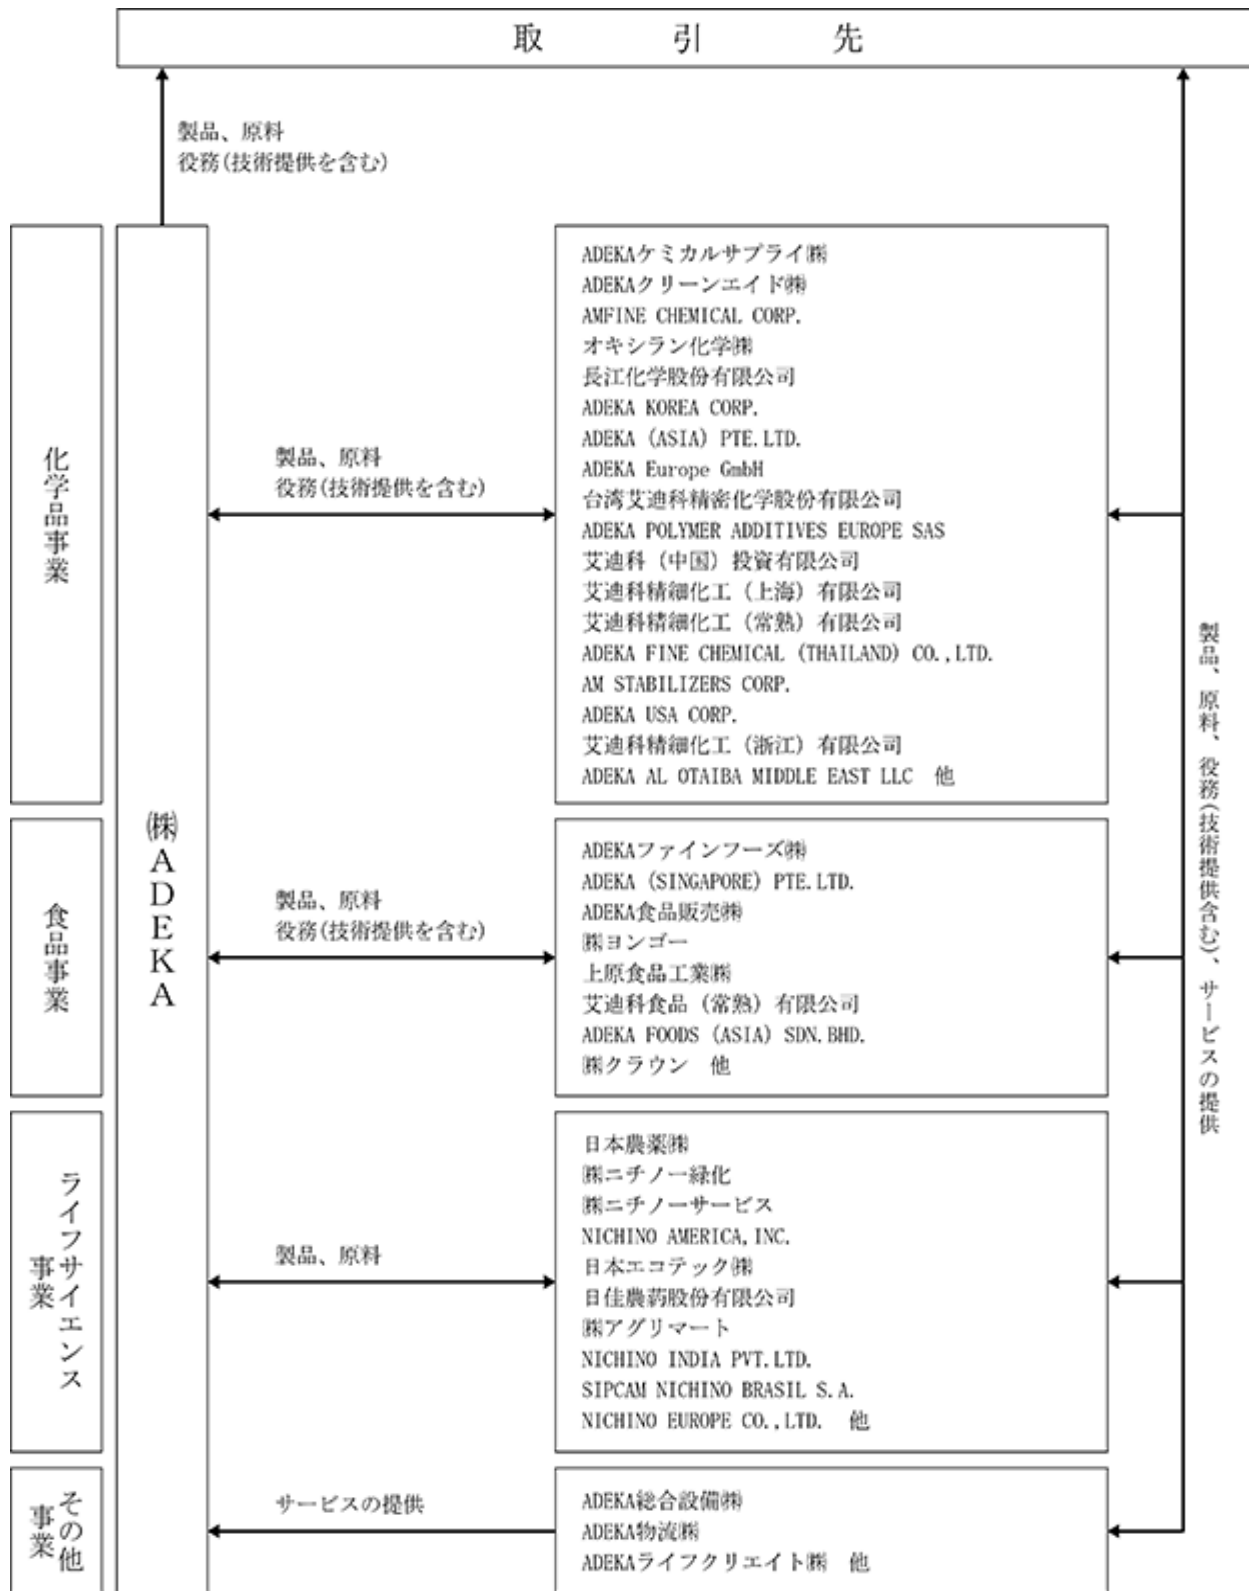 取引先
製品、原料
役務(技術提供を含む)
㈱ADEKA
化学品事業
製品、原料
役務(技術提供を含む)
ADEKAケミカルサプライ㈱
ADEKAクリーンエイド㈱
AMFINE CHEMICAL CORP.
オキシラン化学㈱
長江化学股份有限公司
ADEKA KOREA CORP.
ADEKA (ASIA) PTE.LTD.
ADEKA Europe GmbH
台湾艾迪科精密化学股份有限公司
ADEKA POLYMER ADDITIVES EUROPE SAS
艾迪科（中国）投資有限公司
艾迪科精細化工（上海）有限公司
艾迪科精細化工（常熟）有限公司
ADEKA FINE CHEMICAL (THAILAND) CO.,LTD.
AM STABILIZERS CORP.
ADEKA USA CORP.
艾迪科精細化工（浙江）有限公司
ADEKA AL OTAIBA MIDDLE EAST LLC　他
食品事業
製品、原料
役務(技術提供を含む)
ADEKAファインフーズ㈱
ADEKA (SINGAPORE) PTE.LTD.
ADEKA食品販売㈱
㈱ヨンゴー
上原食品工業㈱
艾迪科食品（常熟）有限公司
ADEKA FOODS (ASIA) SDN.BHD.
㈱クラウン　他
ライフサイエンス
事業
製品、原料
日本農薬㈱
㈱ニチノー緑化
㈱ニチノーサービス
NICHINO AMERICA,INC.
日本エコテック㈱
日佳農葯股份有限公司
㈱アグリマート
NICHINO INDIA PVT.LTD.
SIPCAM NICHINO BRASIL S.A.
NICHINO EUROPE CO.,LTD.　他
その他
事業
サービスの提供
ADEKA総合設備㈱
ADEKA物流㈱
ADEKAライフクリエイト㈱　他
製品、原料、役務(技術提供含む)、サービスの提供